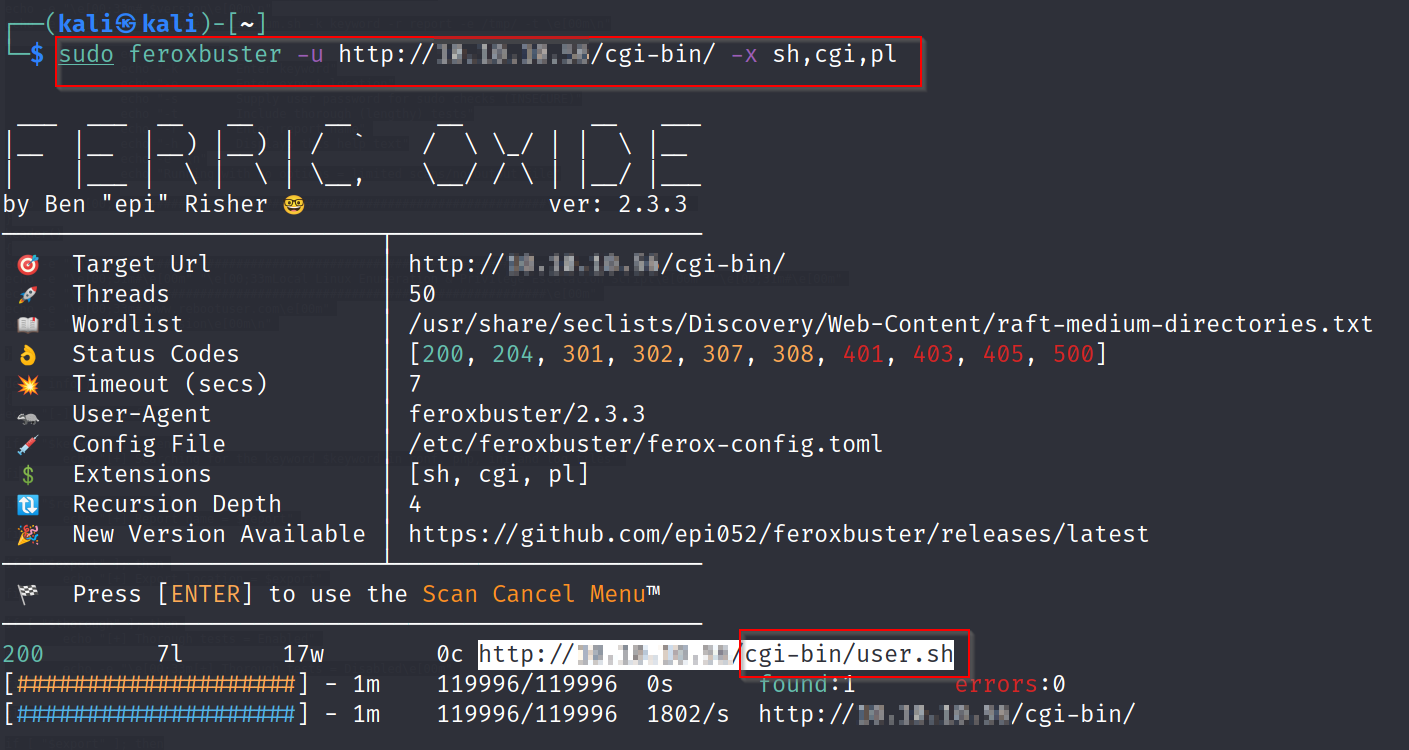 (kali㉿kali)-[~]
$ sudo feroxbuster -u http:// /cgi-bin/ -x sh,cgi,pl
FERRIC OXIDE
by Ben "epi" Risher 🤓 ver: 2.3.3
🎯 Target Url │ http:// /cgi-bin/
🚀 Threads │ 50
📖 Wordlist │ /usr/share/seclists/Discovery/Web-Content/raft-medium-directories.txt
👌 Status Codes │ [200, 204, 301, 302, 307, 308, 401, 403, 405, 500]
💥 Timeout (secs) │ 7
🦡 User-Agent │ feroxbuster/2.3.3
💉 Config File │ /etc/feroxbuster/ferox-config.toml
💲 Extensions │ [sh, cgi, pl]
🔃 Recursion Depth │ 4
🎉 New Version Available │ https://github.com/epi052/feroxbuster/releases/latest
🏁 Press [ENTER] to use the Scan Cancel Menu™
200 7l 17w 0c http:// /cgi-bin/user.sh
[####################] - 1m 119996/119996 0s found:1 errors:0
[####################] - 1m 119996/119996 1802/s http:// /cgi-bin/